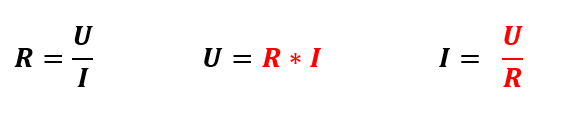 R = U/I    U = R * I    I = U/R